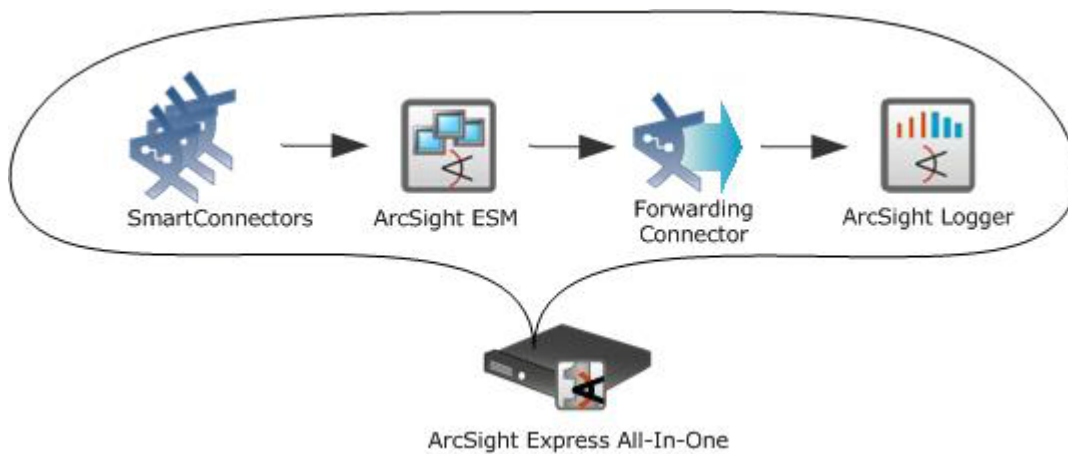 SmartConnectors
ArcSight ESM
Forwarding
Connector
ArcSight Logger
ArcSight Express All-In-One